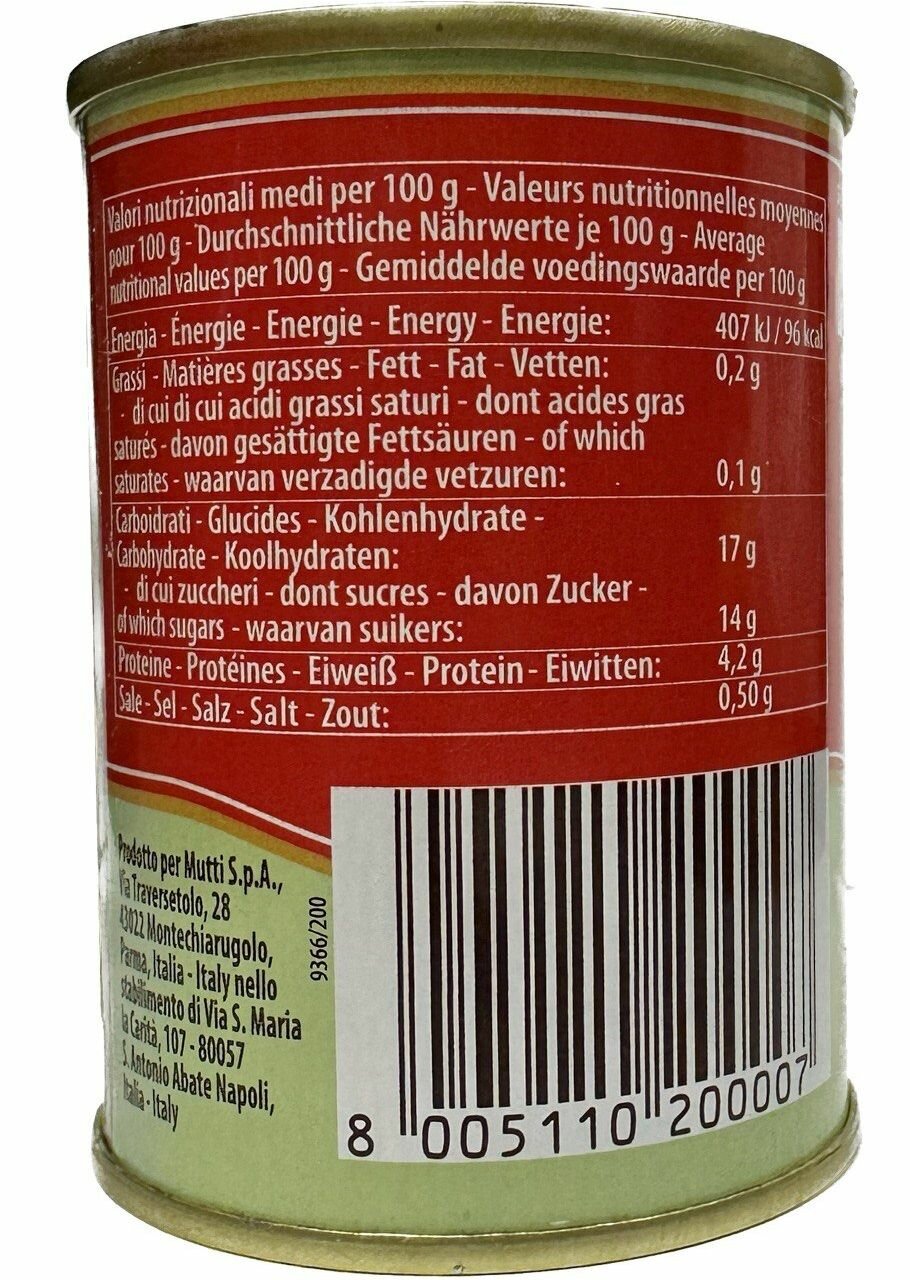 Valori nutrizionali medi per 100 g - Valeurs nutritionnelles moyennes
pour 100 g - Durchschnittliche Nährwerte je 100 g - Average
nutritional values per 100 g - Gemiddelde voedingswaarde per 100 g
Energia - Énergie - Energie - Energy - Energie: 407 kJ / 96 kcal
Grassi - Matières grasses - Fett - Fat - Vetten: 0,2 g
- di cui di cui acidi grassi saturi - dont acides gras
saturés - davon gesättigte Fettsäuren - of which
saturates - waarvan verzadigde vetzuren: 0,1 g
Carboidrati - Glucides - Kohlenhydrate -
Carbohydrate - Koolhydraten: 17 g
- di cui zuccheri - dont sucres - davon Zucker -
of which sugars - waarvan suikers: 14 g
Proteine - Protéines - Eiweiß - Protein - Eiwitten: 4,2 g
Sale - Sel - Salz - Salt - Zout: 0,50 g
Prodotto per Mutti S.p.A.,
Via Traversetolo, 28
43022 Montechiarugolo,
Parma, Italia - Italy nello
stabilimento di Via S. Maria
la Carità, 107 - 80057
S. Antonio Abate Napoli,
Italia - Italy
9366/200
8 005110 200007